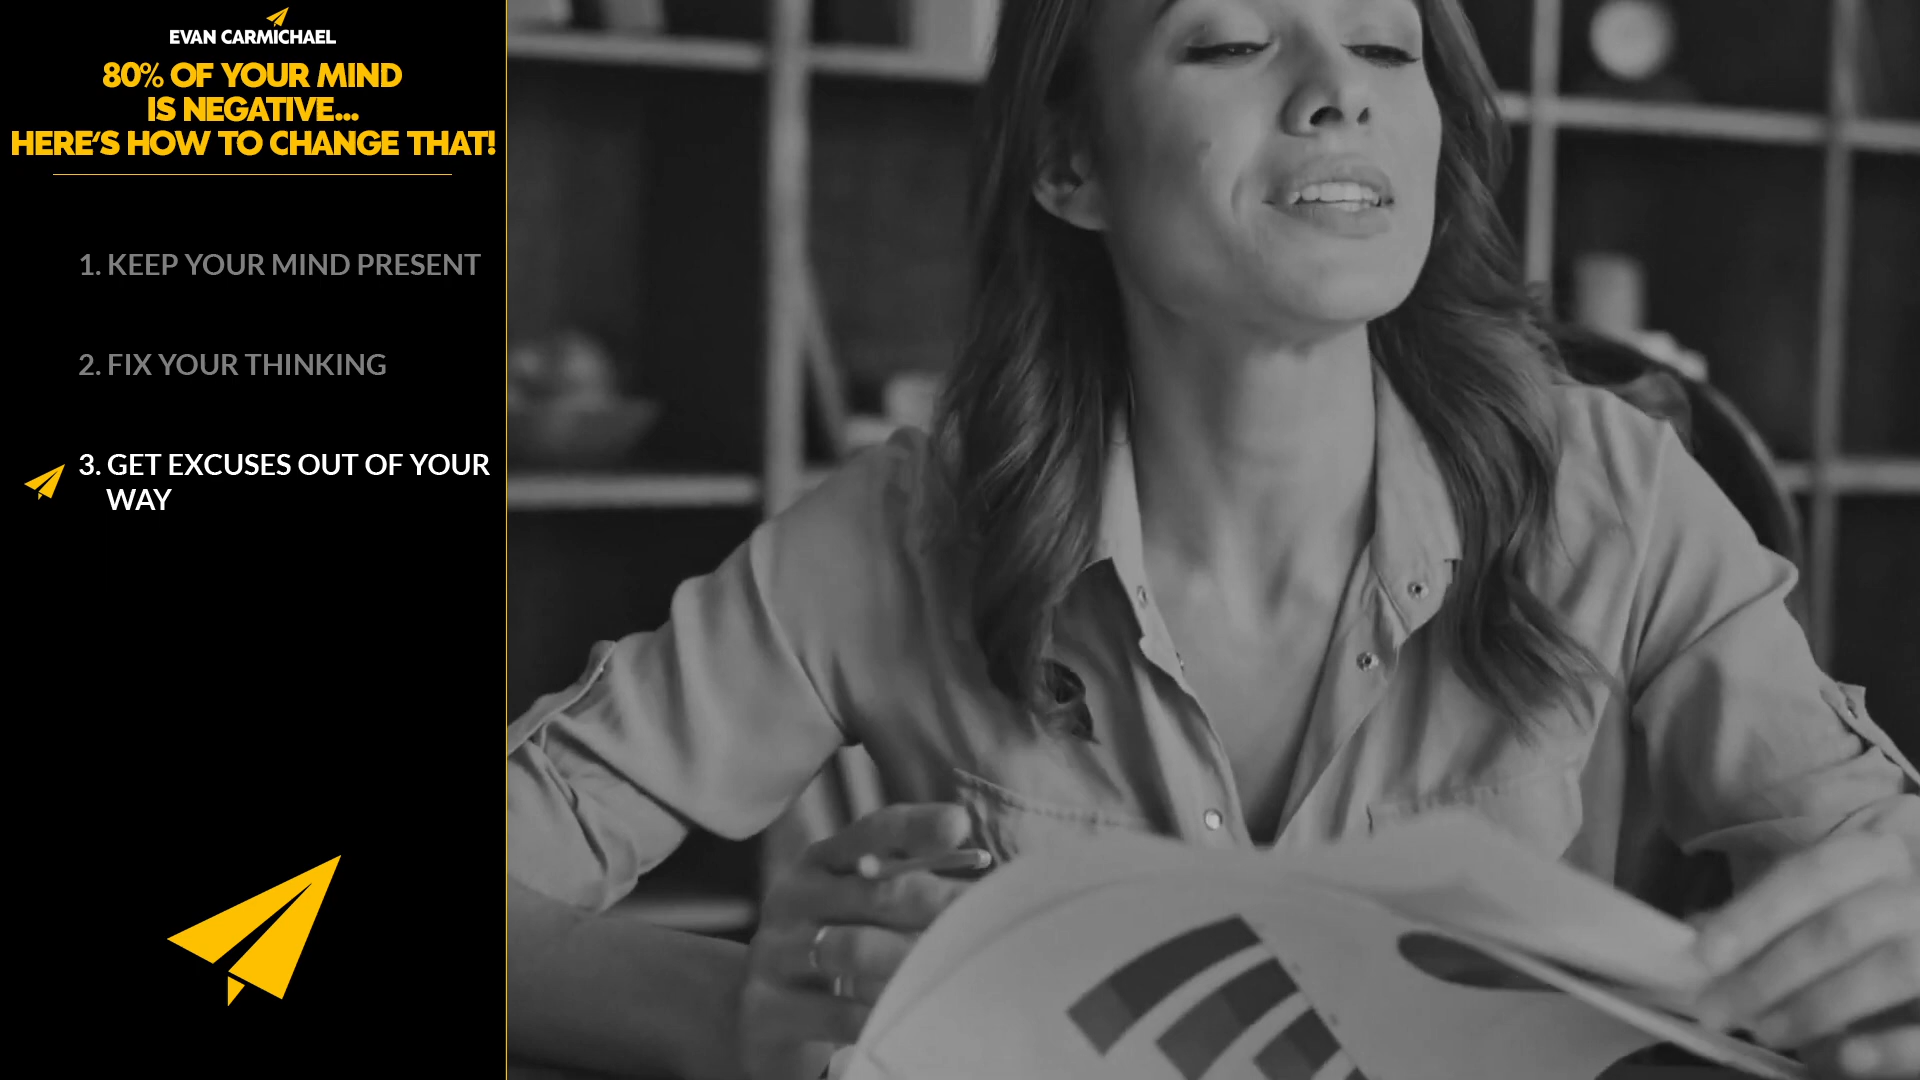 EVAN CARMICHAEL
80% OF YOUR MIND
IS NEGATIVE...
HERE'S HOW TO CHANGE THAT!
1. KEEP YOUR MIND PRESENT
2. FIX YOUR THINKING
3. GET EXCUSES OUT OF YOUR
WAY